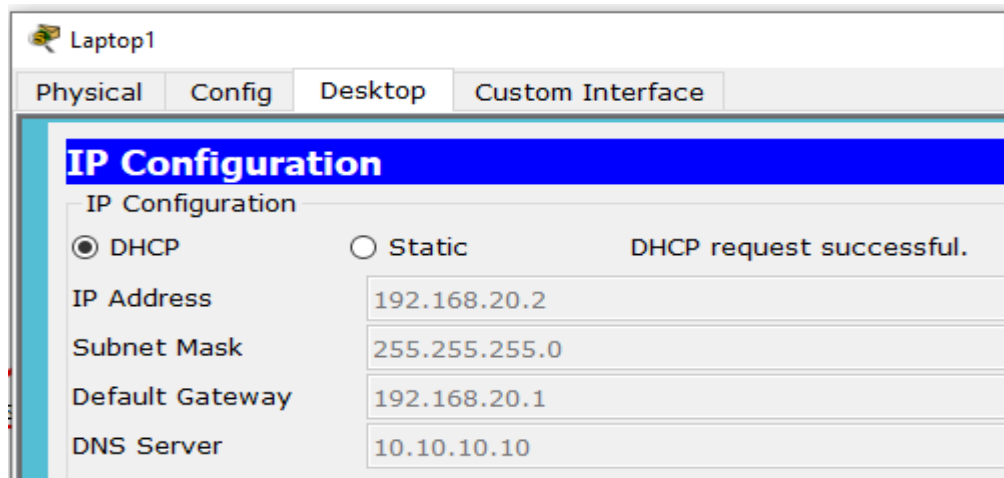 Laptop1
Physical Config Desktop Custom Interface
IP Configuration
IP Configuration
DHCP Static DHCP request successful.
IP Address 192.168.20.2
Subnet Mask 255.255.255.0
Default Gateway 192.168.20.1
DNS Server 10.10.10.10